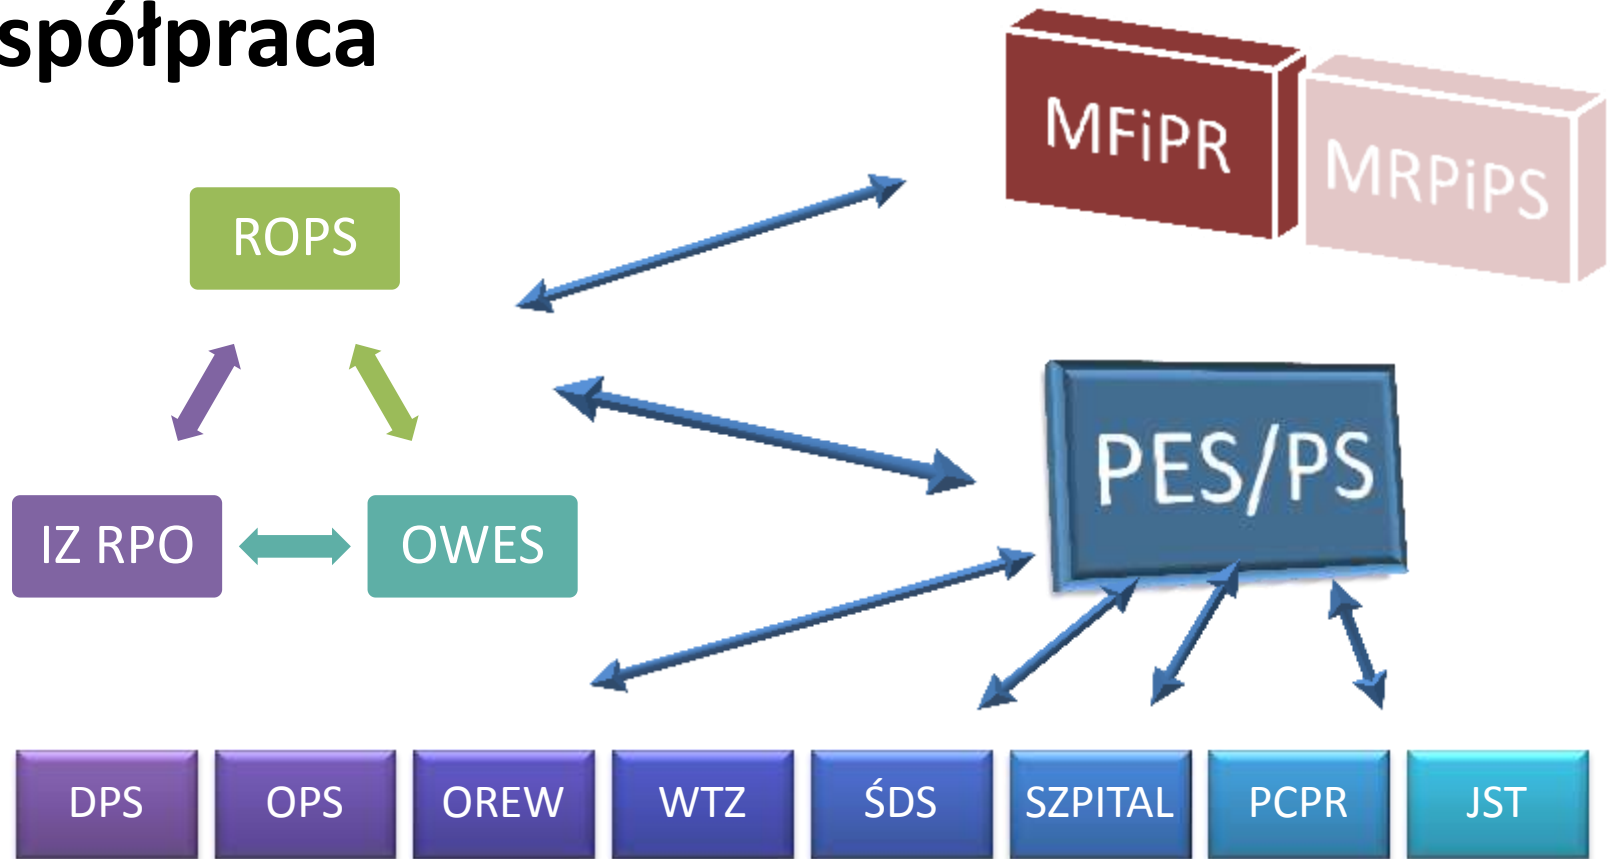 spółpraca
MFiPR
MRPiPS
ROPS
PES/PS
IZ RPO
OWES
DPS
OPS
OREW
WTZ
ŚDS
SZPITAL
PCPR
JST